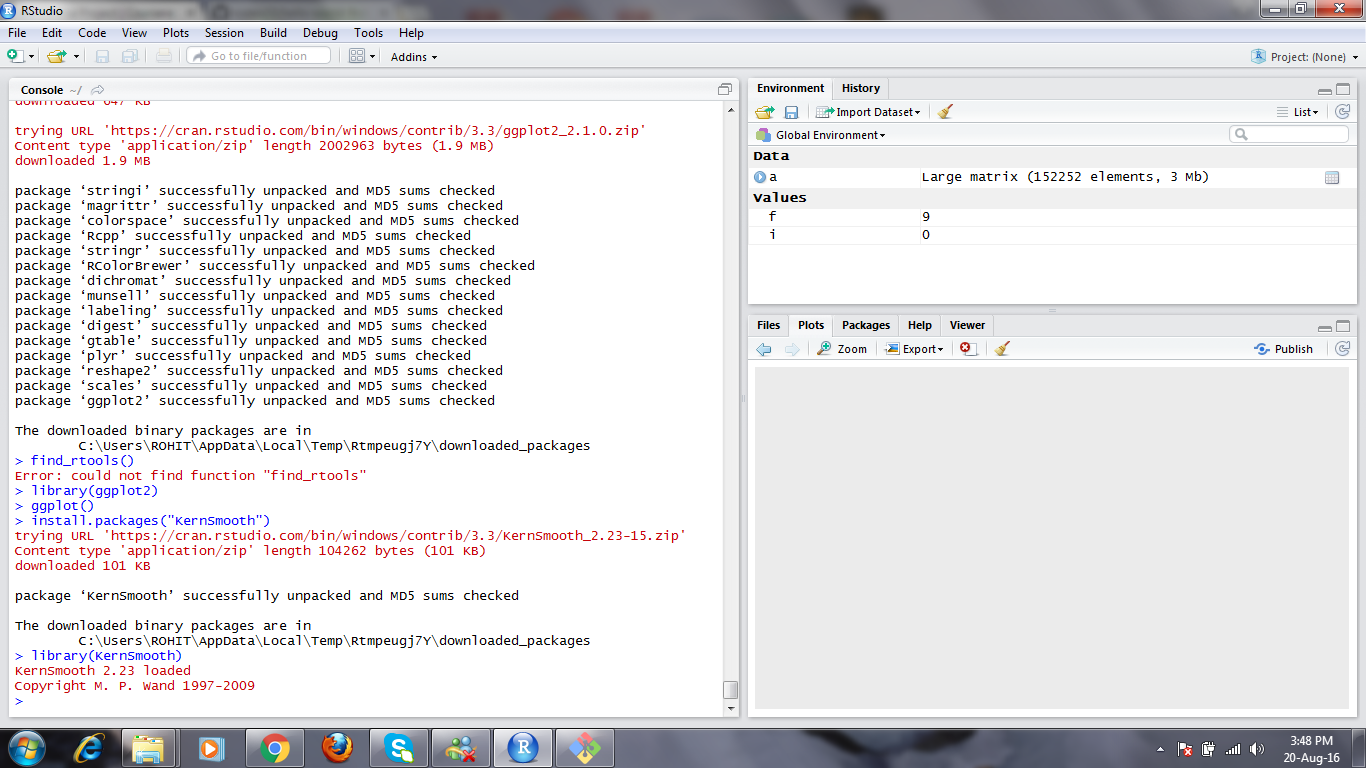 RStudio
File Edit Code View Plots Session Build Debug Tools Help
Go to file/function Addins Project: (None)
Console ~/
downloaded 647 KB
trying URL 'https://cran.rstudio.com/bin/windows/contrib/3.3/ggplot2_2.1.0.zip'
Content type 'application/zip' length 2002963 bytes (1.9 MB)
downloaded 1.9 MB
package ‘stringi’ successfully unpacked and MD5 sums checked
package ‘magrittr’ successfully unpacked and MD5 sums checked
package ‘colorspace’ successfully unpacked and MD5 sums checked
package ‘Rcpp’ successfully unpacked and MD5 sums checked
package ‘stringr’ successfully unpacked and MD5 sums checked
package ‘RColorBrewer’ successfully unpacked and MD5 sums checked
package ‘dichromat’ successfully unpacked and MD5 sums checked
package ‘munsell’ successfully unpacked and MD5 sums checked
package ‘labeling’ successfully unpacked and MD5 sums checked
package ‘digest’ successfully unpacked and MD5 sums checked
package ‘gtable’ successfully unpacked and MD5 sums checked
package ‘plyr’ successfully unpacked and MD5 sums checked
package ‘reshape2’ successfully unpacked and MD5 sums checked
package ‘scales’ successfully unpacked and MD5 sums checked
package ‘ggplot2’ successfully unpacked and MD5 sums checked
The downloaded binary packages are in
C:\Users\ROHIT\AppData\Local\Temp\Rtmpeugj7Y\downloaded_packages
> find_rtools()
Error: could not find function "find_rtools"
> library(ggplot2)
> ggplot()
> install.packages("KernSmooth")
trying URL 'https://cran.rstudio.com/bin/windows/contrib/3.3/KernSmooth_2.23-15.zip'
Content type 'application/zip' length 104262 bytes (101 KB)
downloaded 101 KB
package ‘KernSmooth’ successfully unpacked and MD5 sums checked
The downloaded binary packages are in
C:\Users\ROHIT\AppData\Local\Temp\Rtmpeugj7Y\downloaded_packages
> library(KernSmooth)
KernSmooth 2.23 loaded
Copyright M. P. Wand 1997-2009
>
Environment History
Import Dataset List
Global Environment
Data
a Large matrix (152252 elements, 3 Mb)
Values
f 9
i 0
Files Plots Packages Help Viewer
Zoom Export Publish
3:48 PM
20-Aug-16